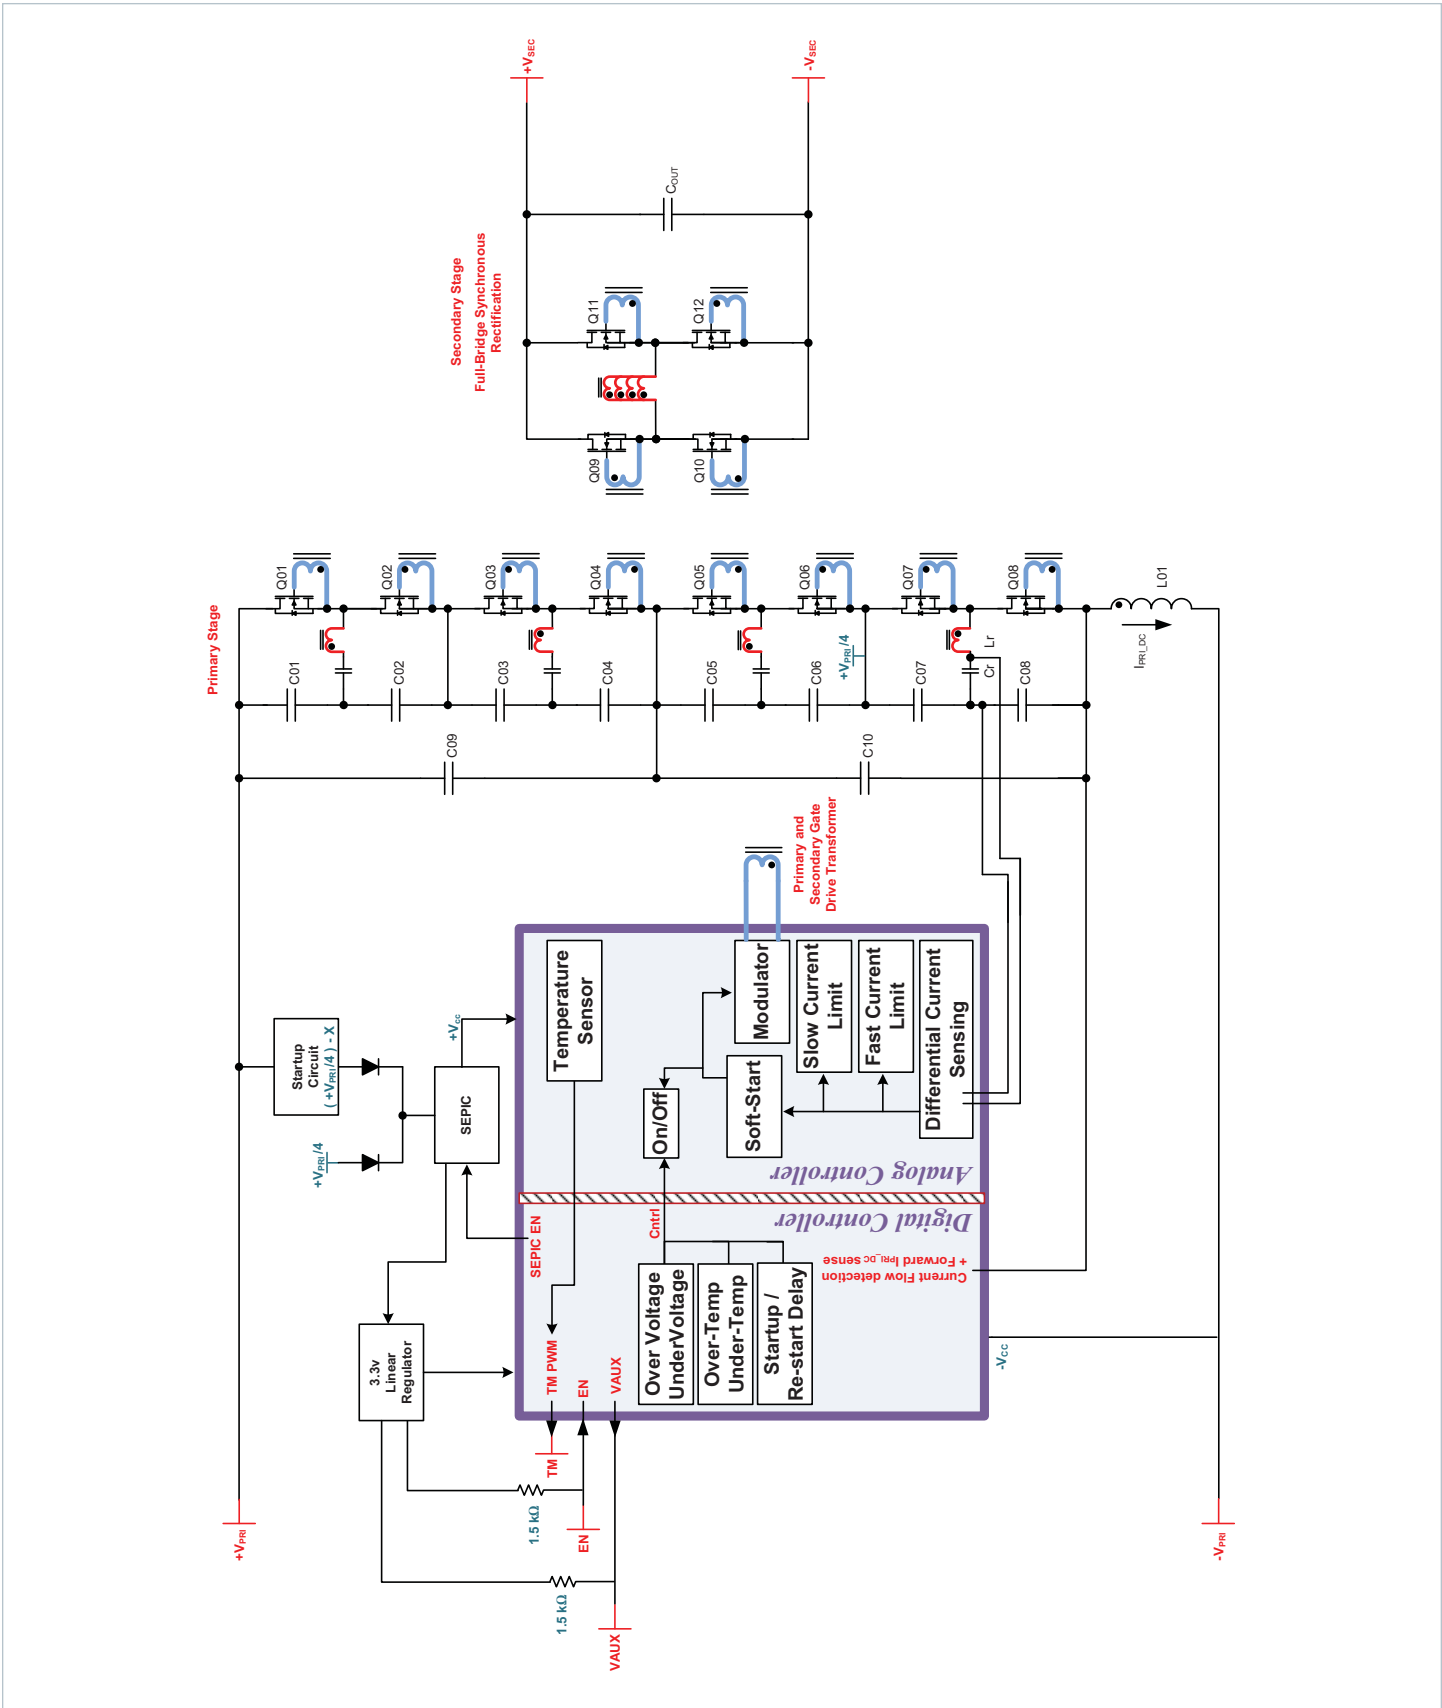 +VPRI
-VPRI
VAUX
EN
TM
1.5 kΩ
1.5 kΩ
3.3v
Linear
Regulator
+VPRI/4
Startup
Circuit
( +VPRI/4 ) - X
SEPIC
+Vcc
SEPIC EN
TM PWM
EN
VAUX
Cntrl
Over Voltage
UnderVoltage
Over-Temp
Under-Temp
Startup /
Re-start Delay
Current Flow detection
+ Forward IPRI_DC sense
Digital Controller
Analog Controller
Temperature
Sensor
On/Off
Soft-Start
Modulator
Slow Current
Limit
Fast Current
Limit
Differential Current
Sensing
-VCC
Primary and
Secondary Gate
Drive Transformer
C09
C10
Primary Stage
C01
C02
C03
C04
C05
C06
C07
C08
+VPRI/4
Cr
Lr
Q01
Q02
Q03
Q04
Q05
Q06
Q07
Q08
IPRI_DC
L01
Secondary Stage
Full-Bridge Synchronous
Rectification
Q09
Q10
Q11
Q12
COUT
+VSEC
-VSEC